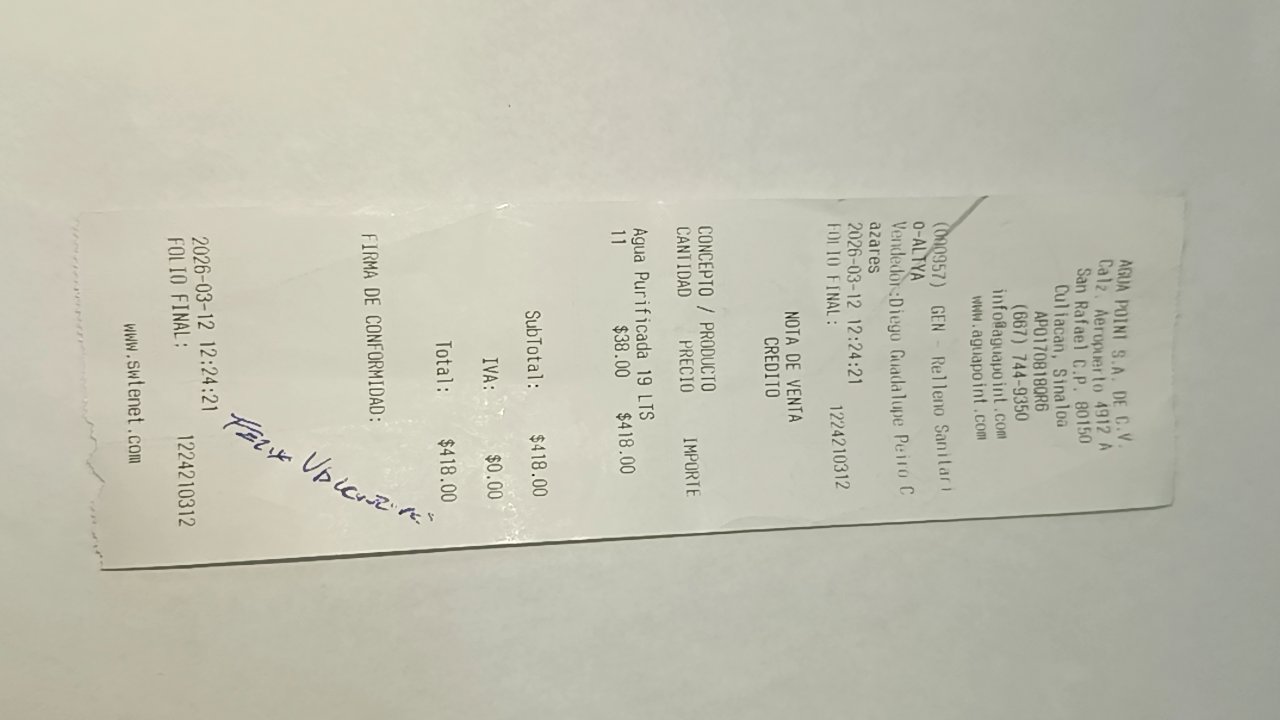 AGUA POINT S.A. DE C.V.
Calz. Aeropuerto 4912 A
San Rafael C.P. 80150
Culiacan, Sinaloa
APO170818QR6
(667) 744-9350
info@aguapoint.com
www.aguapoint.com
(000957) GEN - Relleno Sanitari
o-ALTYA
Vendedor:Diego Guadalupe Peiro C
azares
2026-03-12 12:24:21
FOLIO FINAL: 1224210312
NOTA DE VENTA
CREDITO
CONCEPTO / PRODUCTO
CANTIDAD PRECIO IMPORTE
Agua Purificada 19 LTS
11 $38.00 $418.00
SubTotal: $418.00
IVA: $0.00
Total: $418.00
FIRMA DE CONFORMIDAD:
2026-03-12 12:24:21
FOLIO FINAL: 1224210312
www.swtenet.com